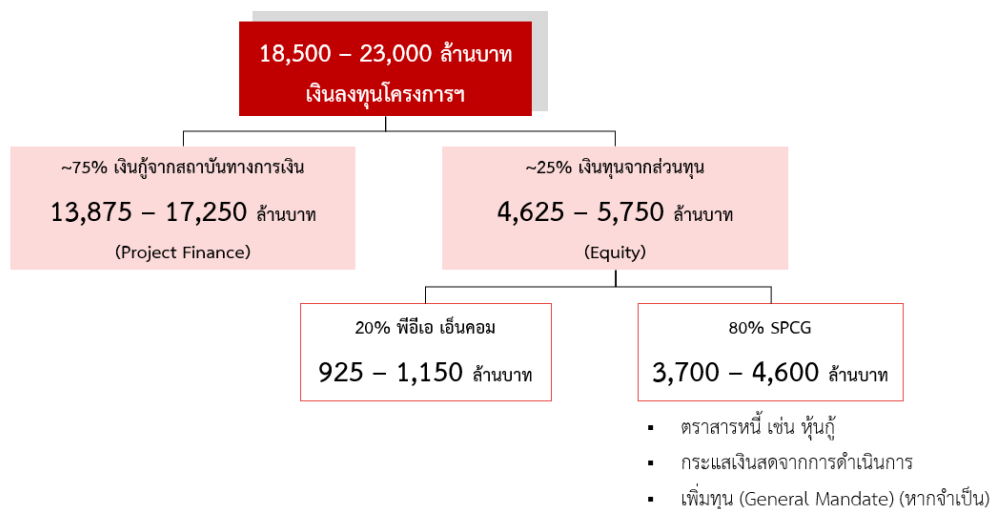 18,500 – 23,000 ล้านบาท
เงินลงทุนโครงการฯ
~75% เงินกู้จากสถาบันทางการเงิน
13,875 – 17,250 ล้านบาท
(Project Finance)
~25% เงินทุนจากส่วนทุน
4,625 – 5,750 ล้านบาท
(Equity)
20% พีอีเอ เอ็นคอม
925 – 1,150 ล้านบาท
80% SPCG
3,700 – 4,600 ล้านบาท
▪ ตราสารหนี้ เช่น หุ้นกู้
▪ กระแสเงินสดจากการดำเนินการ
▪ เพิ่มทุน (General Mandate) (หากจำเป็น)